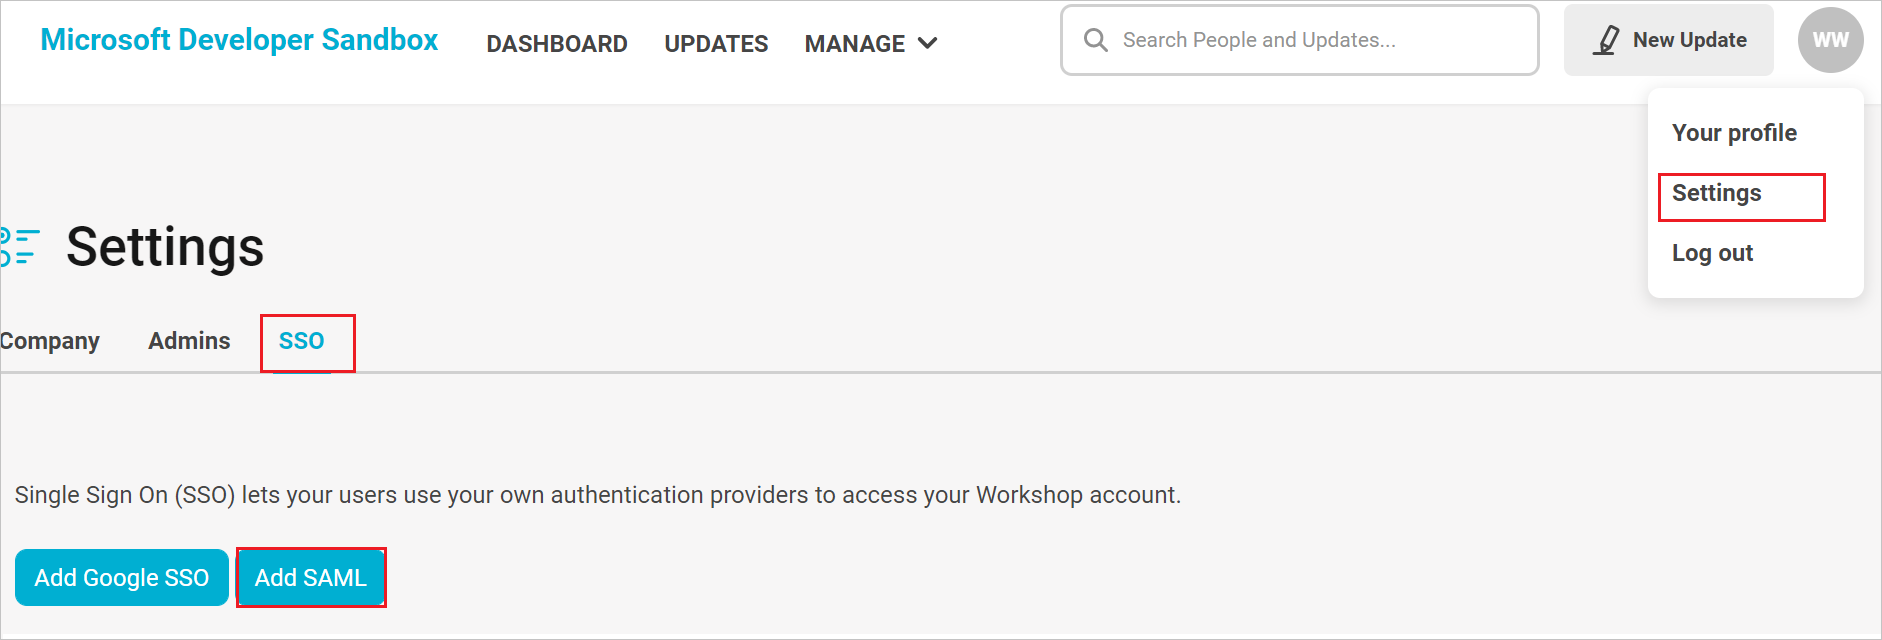 Microsoft Developer Sandbox DASHBOARD UPDATES MANAGE Search People and Updates... New Update WW
Your profile
Settings
Log out
Settings
Company Admins SSO
Single Sign On (SSO) lets your users use your own authentication providers to access your Workshop account.
Add Google SSO Add SAML